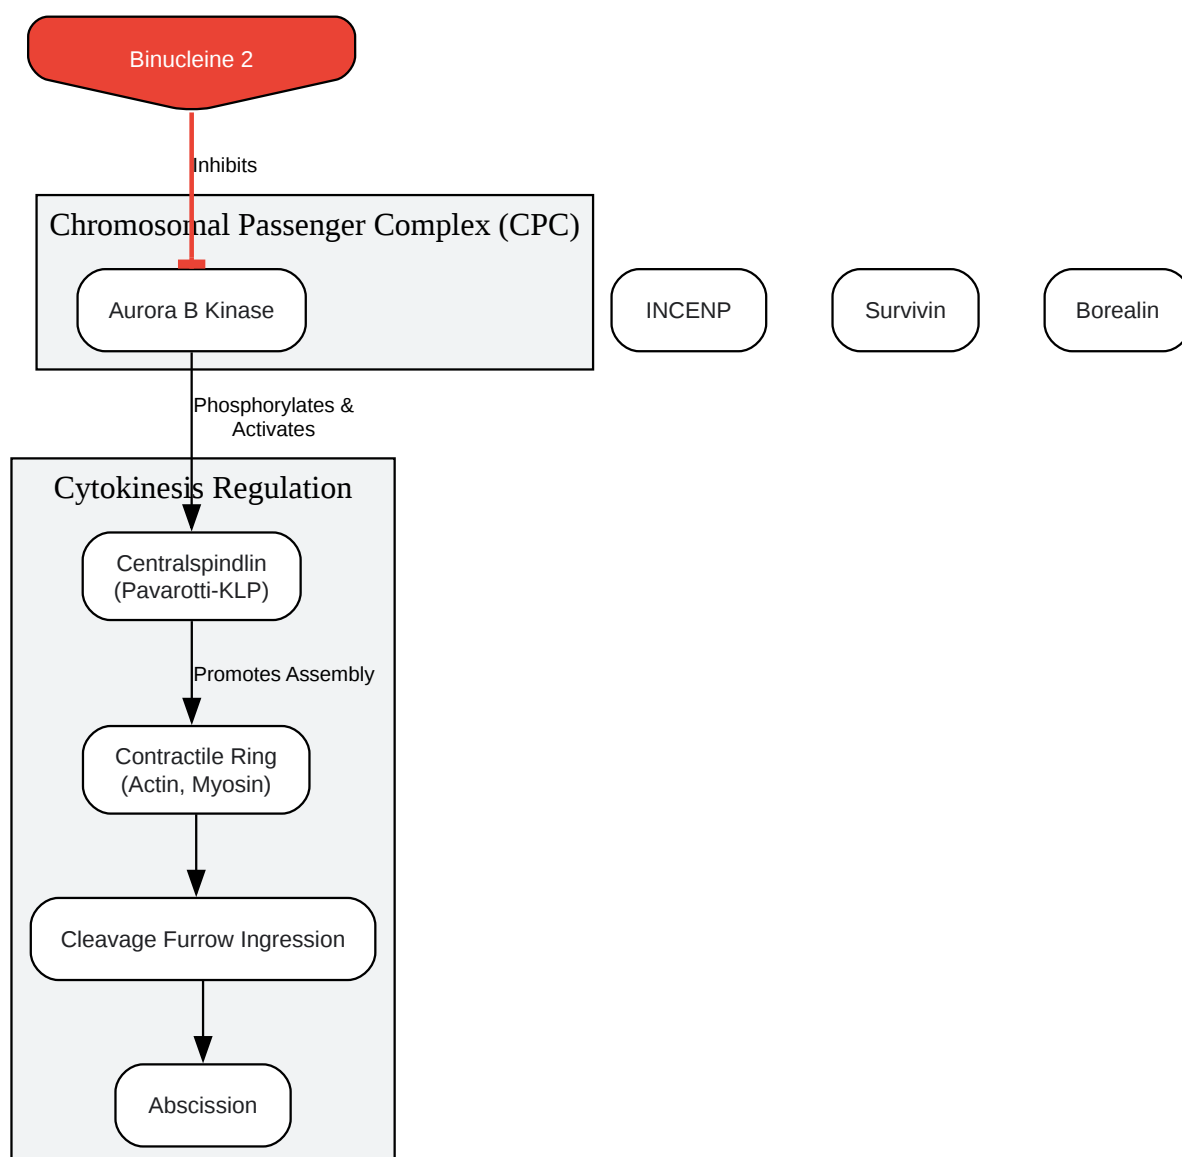 Binucleine 2
Inhibits
Chromosomal Passenger Complex (CPC)
Aurora B Kinase
INCENP
Survivin
Borealin
Phosphorylates &
Activates
Cytokinesis Regulation
Centralspindlin
(Pavarotti-KLP)
Promotes Assembly
Contractile Ring
(Actin, Myosin)
Cleavage Furrow Ingression
Abscission